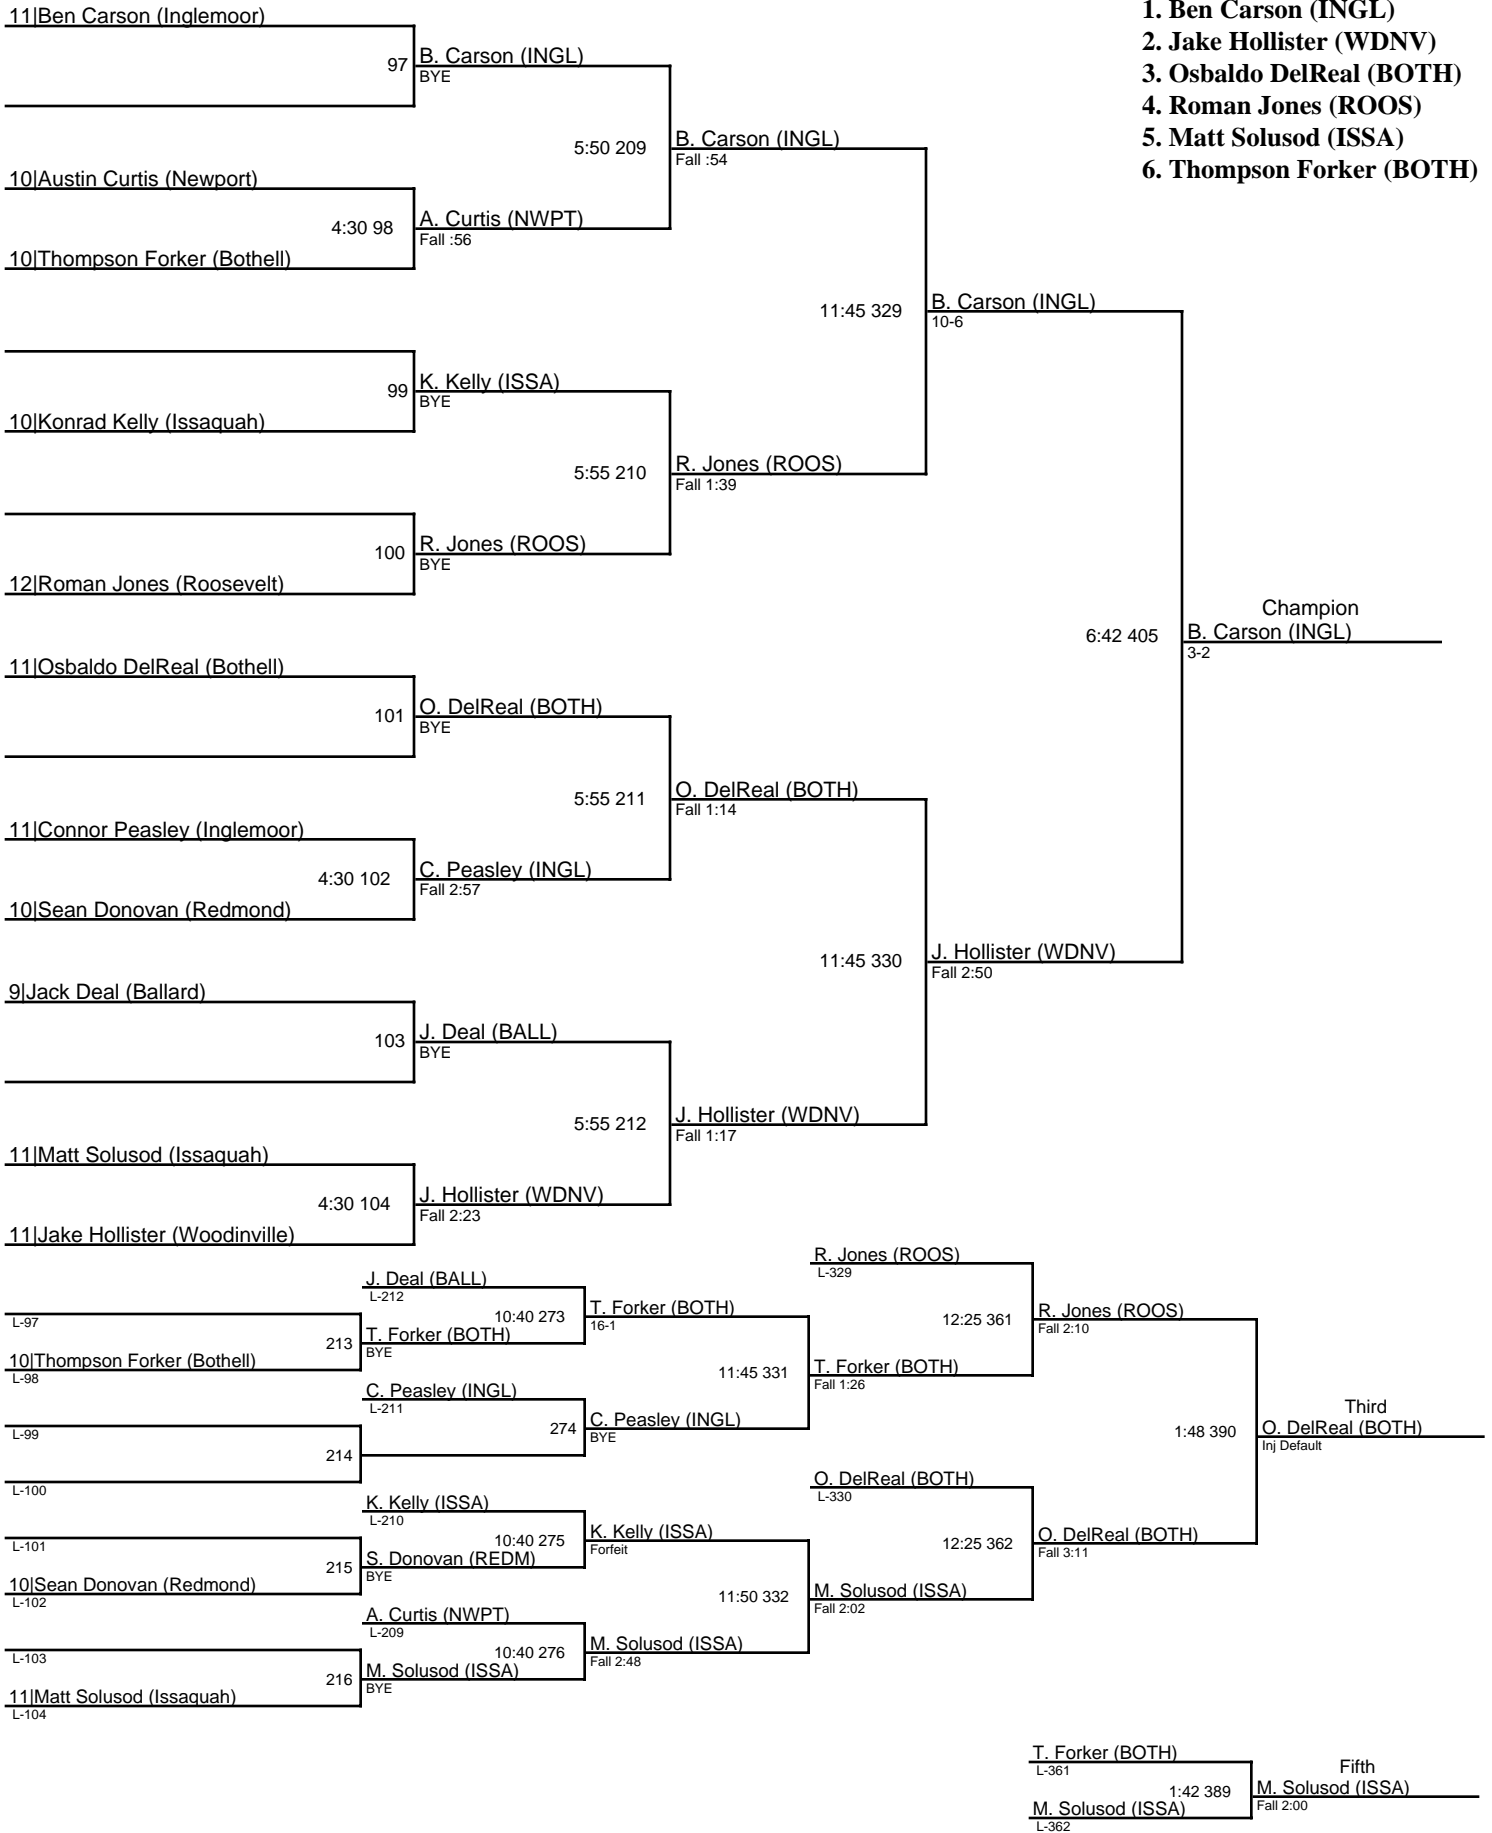 11|Ben Carson (Inglemoor)
97
B. Carson (INGL)
BYE
5:50 209
B. Carson (INGL)
Fall :54
10|Austin Curtis (Newport)
4:30 98
A. Curtis (NWPT)
Fall :56
10|Thompson Forker (Bothell)
11:45 329
B. Carson (INGL)
10-6
99
K. Kelly (ISSA)
BYE
10|Konrad Kelly (Issaquah)
5:55 210
R. Jones (ROOS)
Fall 1:39
100
R. Jones (ROOS)
BYE
12|Roman Jones (Roosevelt)
6:42 405
Champion
B. Carson (INGL)
3-2
11|Osbaldo DelReal (Bothell)
101
O. DelReal (BOTH)
BYE
5:55 211
O. DelReal (BOTH)
Fall 1:14
11|Connor Peasley (Inglemoor)
4:30 102
C. Peasley (INGL)
Fall 2:57
10|Sean Donovan (Redmond)
11:45 330
J. Hollister (WDNV)
Fall 2:50
9|Jack Deal (Ballard)
103
J. Deal (BALL)
BYE
5:55 212
J. Hollister (WDNV)
Fall 1:17
11|Matt Solusod (Issaquah)
4:30 104
J. Hollister (WDNV)
Fall 2:23
11|Jake Hollister (Woodinville)
1. Ben Carson (INGL)
2. Jake Hollister (WDNV)
3. Osbaldo DelReal (BOTH)
4. Roman Jones (ROOS)
5. Matt Solusod (ISSA)
6. Thompson Forker (BOTH)
J. Deal (BALL)
L-212
L-97
10:40 273
T. Forker (BOTH)
16-1
213
T. Forker (BOTH)
BYE
10|Thompson Forker (Bothell)
L-98
R. Jones (ROOS)
L-329
12:25 361
R. Jones (ROOS)
Fall 2:10
11:45 331
T. Forker (BOTH)
Fall 1:26
C. Peasley (INGL)
L-211
L-99
274
C. Peasley (INGL)
BYE
214
L-100
1:48 390
Third
O. DelReal (BOTH)
Inj Default
K. Kelly (ISSA)
L-210
L-101
10:40 275
K. Kelly (ISSA)
Forfeit
215
S. Donovan (REDM)
BYE
10|Sean Donovan (Redmond)
L-102
O. DelReal (BOTH)
L-330
12:25 362
O. DelReal (BOTH)
Fall 3:11
11:50 332
M. Solusod (ISSA)
Fall 2:02
A. Curtis (NWPT)
L-209
L-103
10:40 276
M. Solusod (ISSA)
Fall 2:48
216
M. Solusod (ISSA)
BYE
11|Matt Solusod (Issaquah)
L-104
T. Forker (BOTH)
L-361
1:42 389
Fifth
M. Solusod (ISSA)
Fall 2:00
M. Solusod (ISSA)
L-362